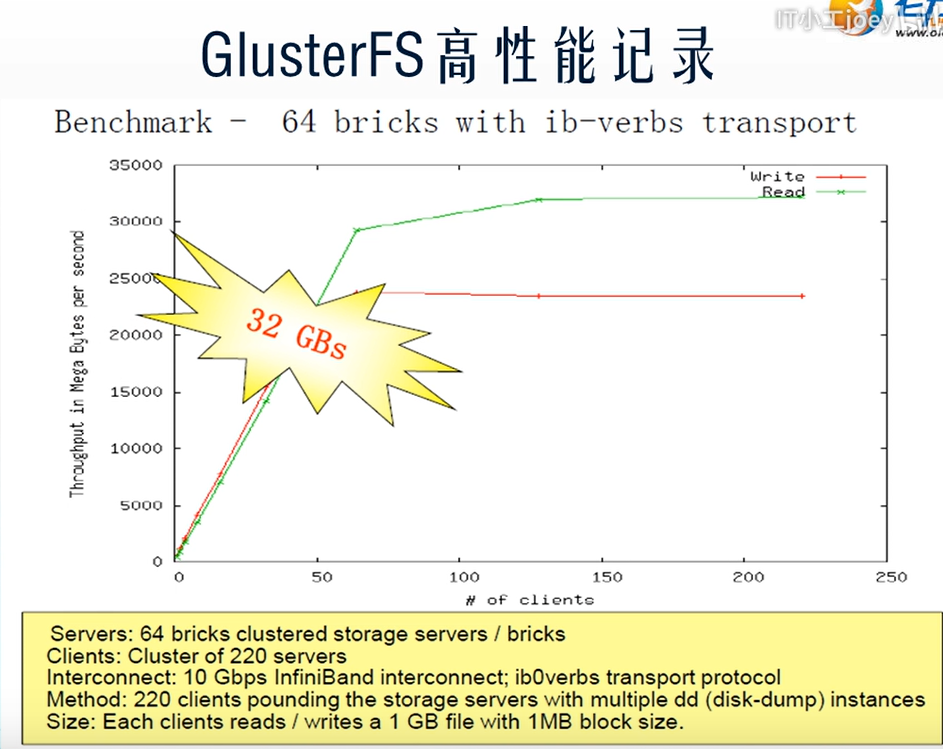 IT小工joey
GlusterFS高性能记录
Benchmark - 64 bricks with ib-verbs transport
35000
30000
25000
20000
15000
10000
5000
0
Throughput in Mega Bytes per second
Write
Read
32 GBs
0 50 100 150 200 250
# of clients
Servers: 64 bricks clustered storage servers / bricks
Clients: Cluster of 220 servers
Interconnect: 10 Gbps InfiniBand interconnect; ib0verbs transport protocol
Method: 220 clients pounding the storage servers with multiple dd (disk-dump) instances
Size: Each clients reads / writes a 1 GB file with 1MB block size.